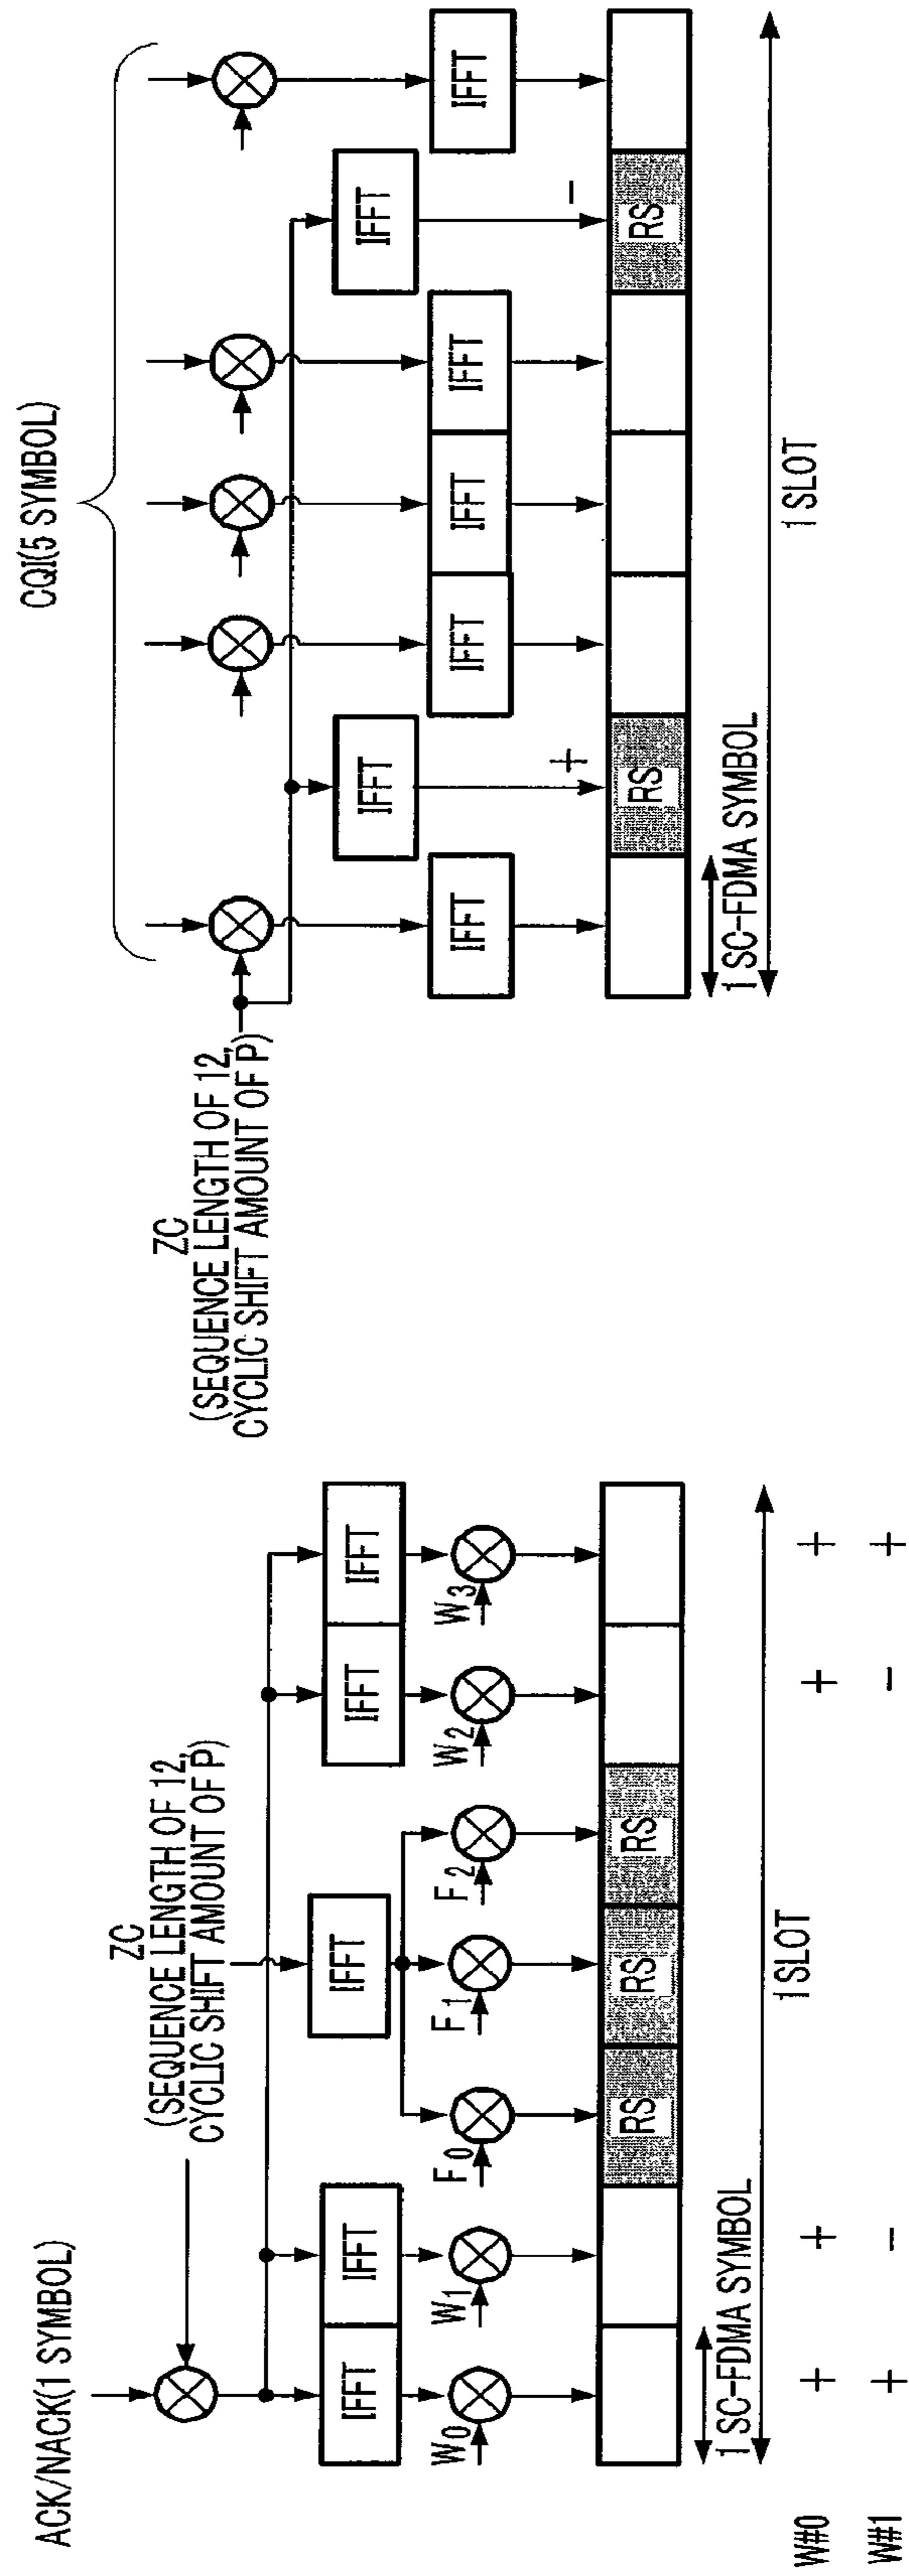 ACK/NACK(1 SYMBOL)
ZC
(SEQUENCE LENGTH OF 12,
CYCLIC SHIFT AMOUNT OF P)
IFFT
IFFT
IFFT
IFFT
IFFT
W0
W1
F0
F1
F2
W2
W3
RS
RS
RS
1 SC-FDMA SYMBOL
1 SLOT
W#0 + + + +
W#1 + - - +
CQI(5 SYMBOL)
ZC
(SEQUENCE LENGTH OF 12,
CYCLIC SHIFT AMOUNT OF P)
IFFT
IFFT
IFFT
IFFT
IFFT
IFFT
IFFT
+
-
RS
RS
1 SC-FDMA SYMBOL
1 SLOT